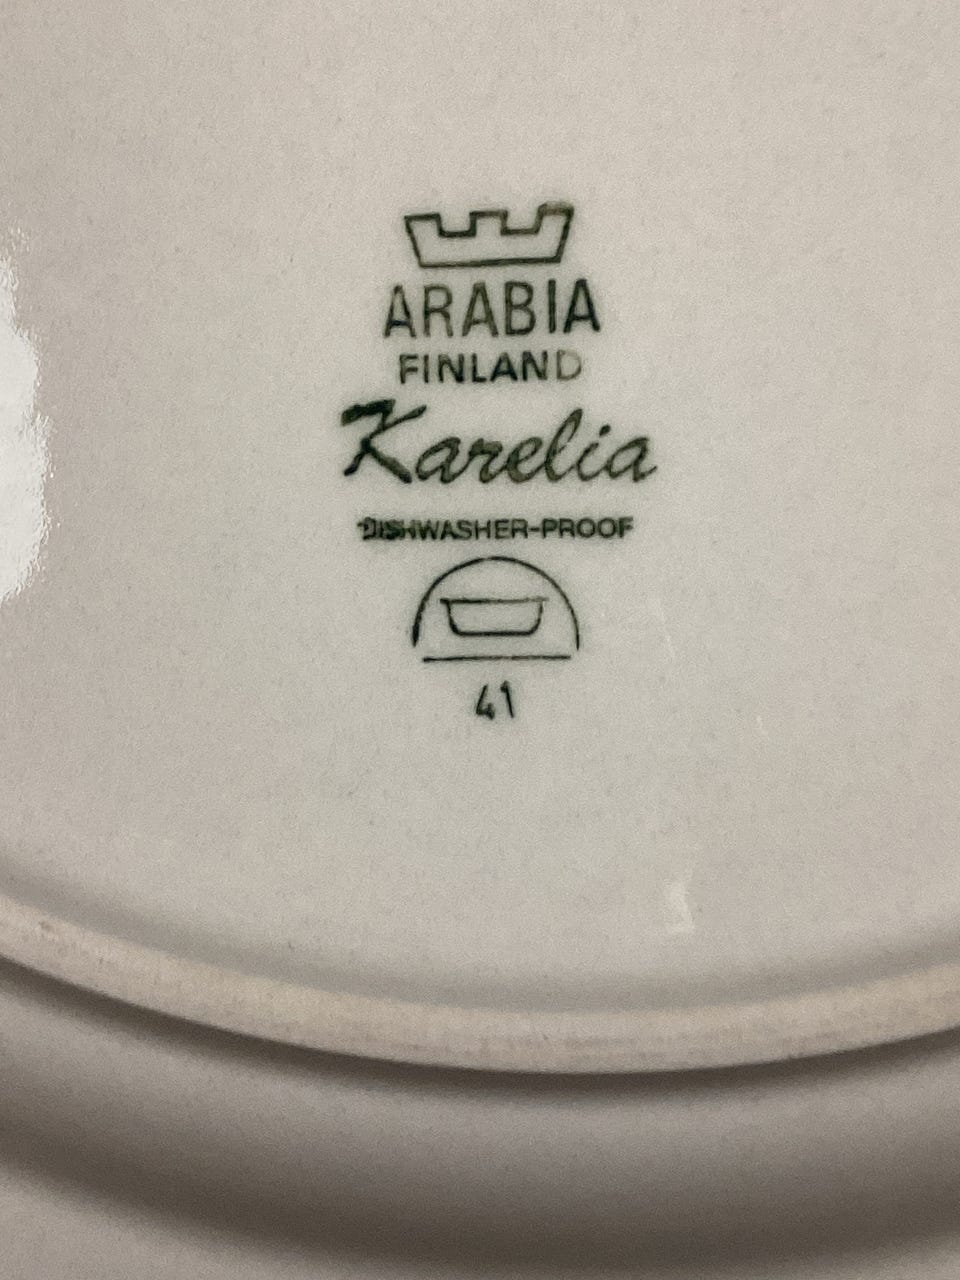 ARABIA
FINLAND
Karelia
DISHWASHER-PROOF
41